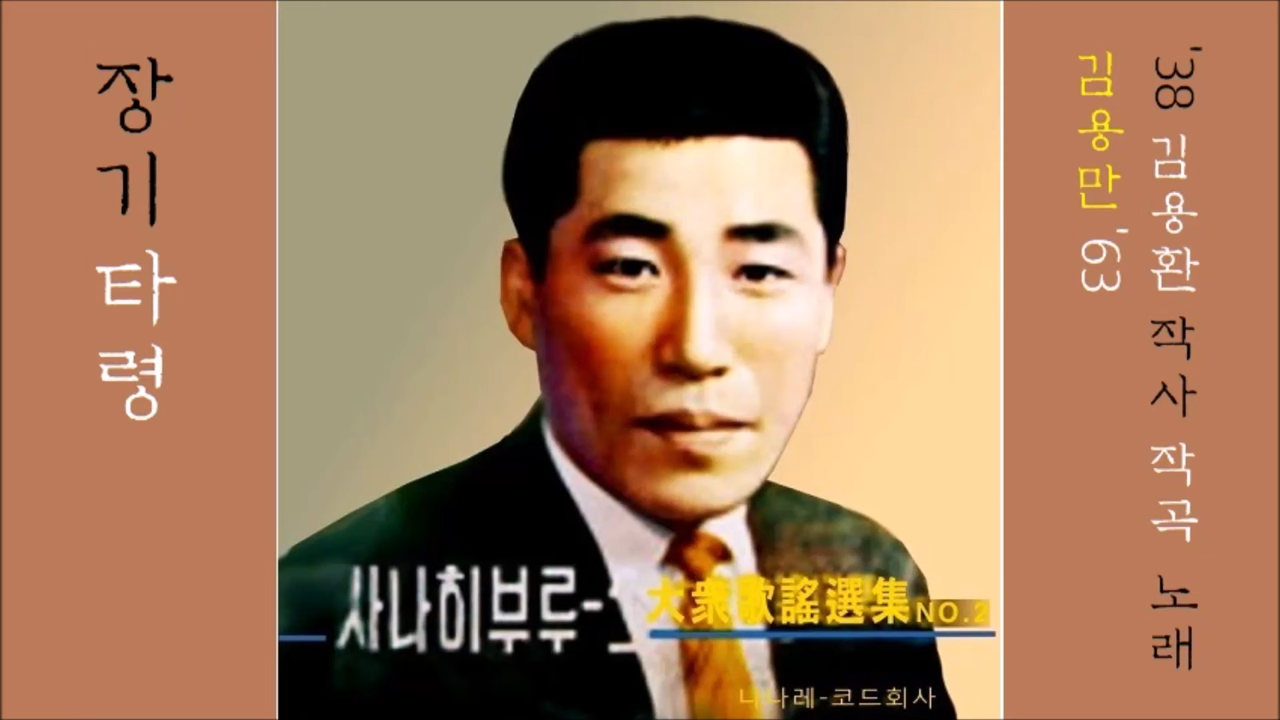 장기타령
사나히부루-
大衆歌謠選集 NO.2
나레-코드회사
'38 김용환 작사 작곡 노래
김용만 '63